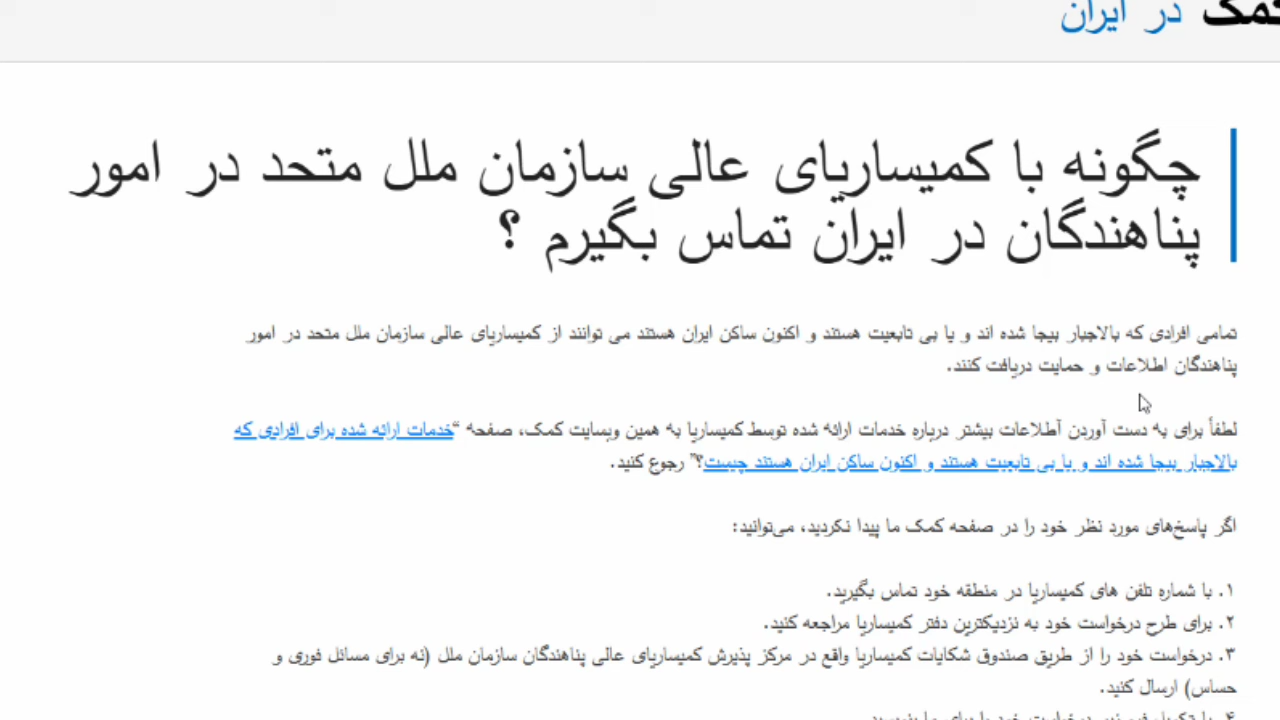 کمک در ایران
چگونه با کمیساریای عالی سازمان ملل متحد در امور
پناهندگان در ایران تماس بگیرم ؟
تمامی افرادی که بالاجبار بیجا شده اند و یا بی تابعیت هستند و اکنون ساکن ایران هستند می توانند از کمیساریای عالی سازمان ملل متحد در امور
پناهندگان اطلاعات و حمایت دریافت کنند.
لطفاً برای به دست آوردن آطلاعات بیشتر درباره خدمات ارائه شده توسط کمیساریا به همین وبسایت کمک، صفحه “خدمات ارائه شده برای افرادی که
بالاجبار بیجا شده اند و یا بی تابعیت هستند و اکنون ساکن ایران هستند چیست؟” رجوع کنید.
اگر پاسخ‌های مورد نظر خود را در صفحه کمک ما پیدا نکردید، می‌توانید:
۱. با شماره تلفن های کمیساریا در منطقه خود تماس بگیرید.
۲. برای طرح درخواست خود به نزدیکترین دفتر کمیساریا مراجعه کنید.
۳. درخواست خود را از طریق صندوق شکایات کمیساریا واقع در مرکز پذیرش کمیساریای عالی پناهندگان سازمان ملل (نه برای مسائل فوری و
حساس) ارسال کنید.